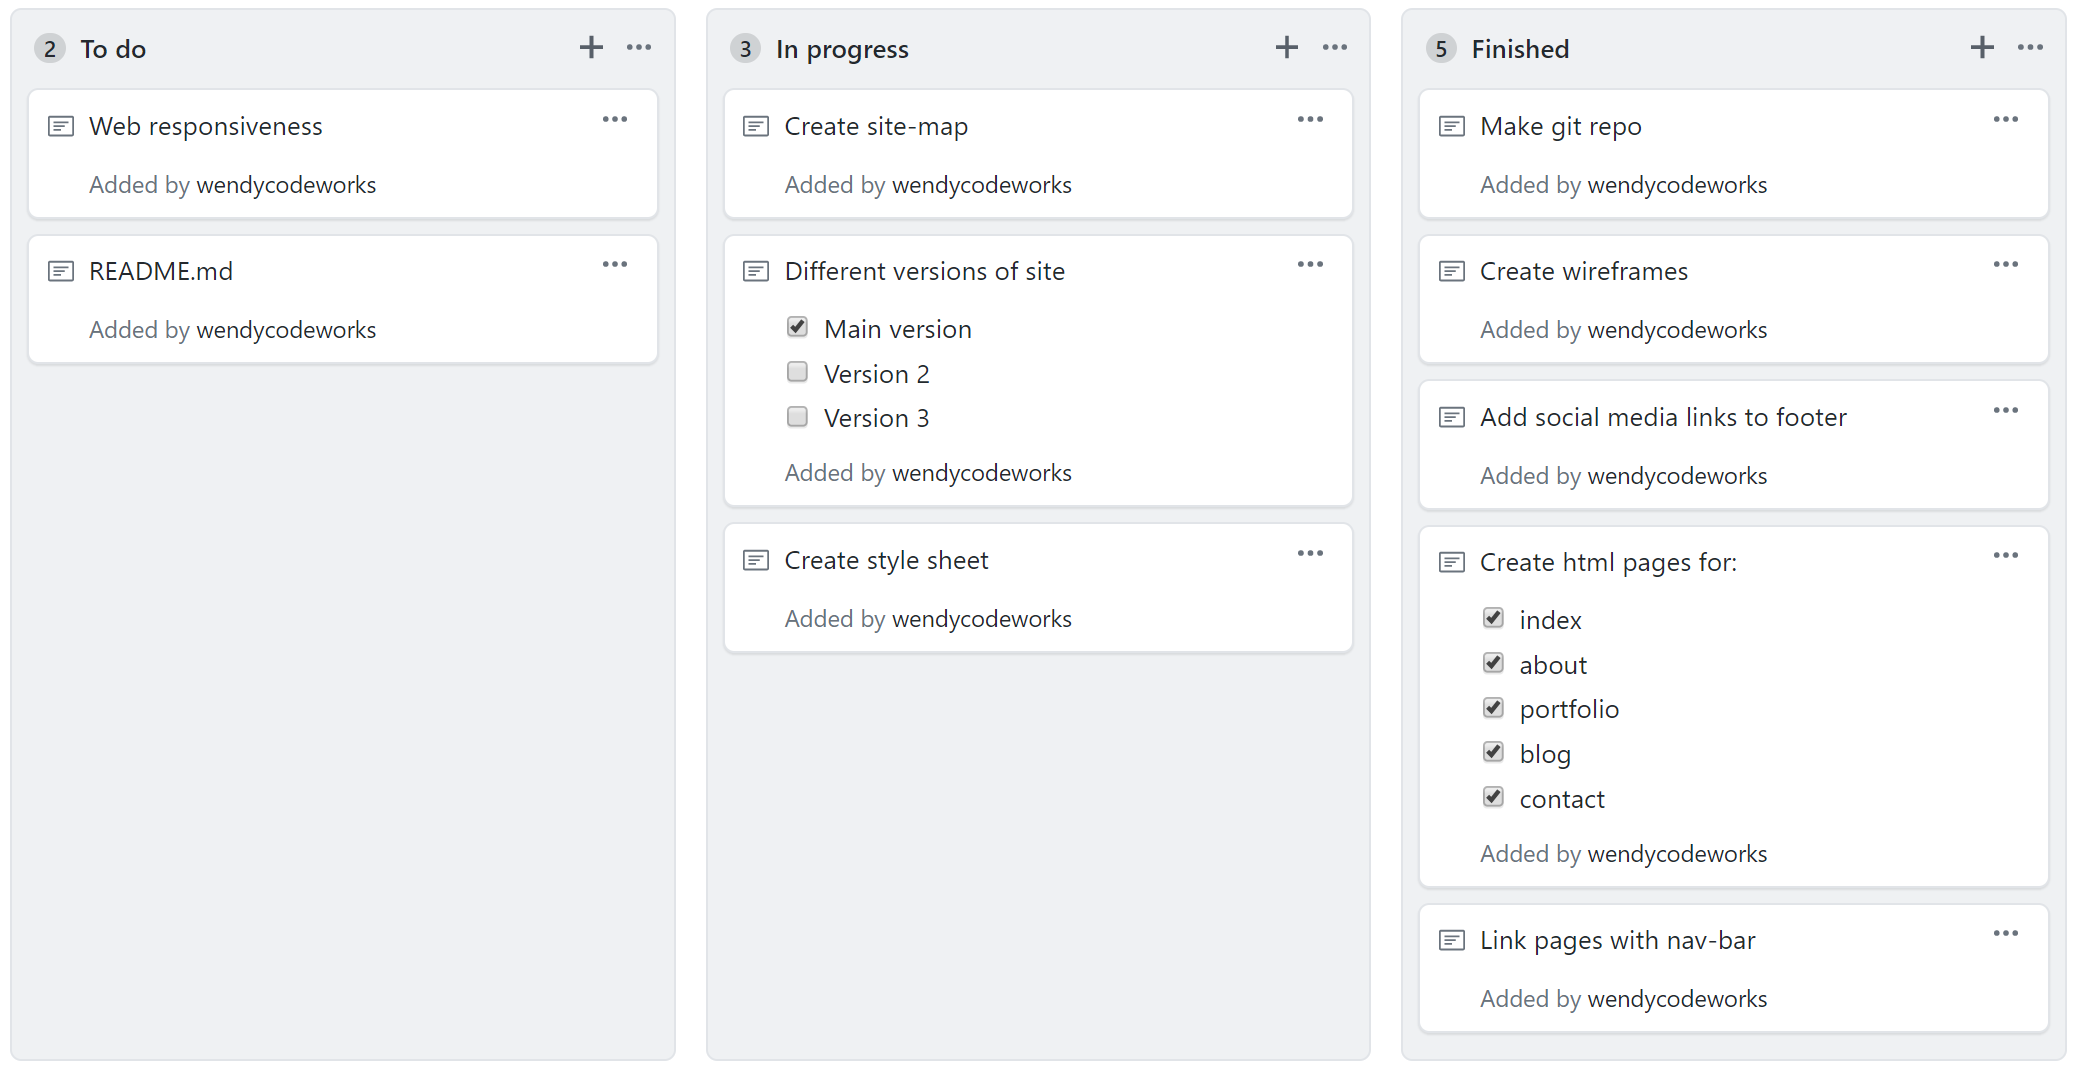 2 To do
Web responsiveness
Added by wendycodeworks
README.md
Added by wendycodeworks
3 In progress
Create site-map
Added by wendycodeworks
Different versions of site
Main version
Version 2
Version 3
Added by wendycodeworks
Create style sheet
Added by wendycodeworks
5 Finished
Make git repo
Added by wendycodeworks
Create wireframes
Added by wendycodeworks
Add social media links to footer
Added by wendycodeworks
Create html pages for:
index
about
portfolio
blog
contact
Added by wendycodeworks
Link pages with nav-bar
Added by wendycodeworks